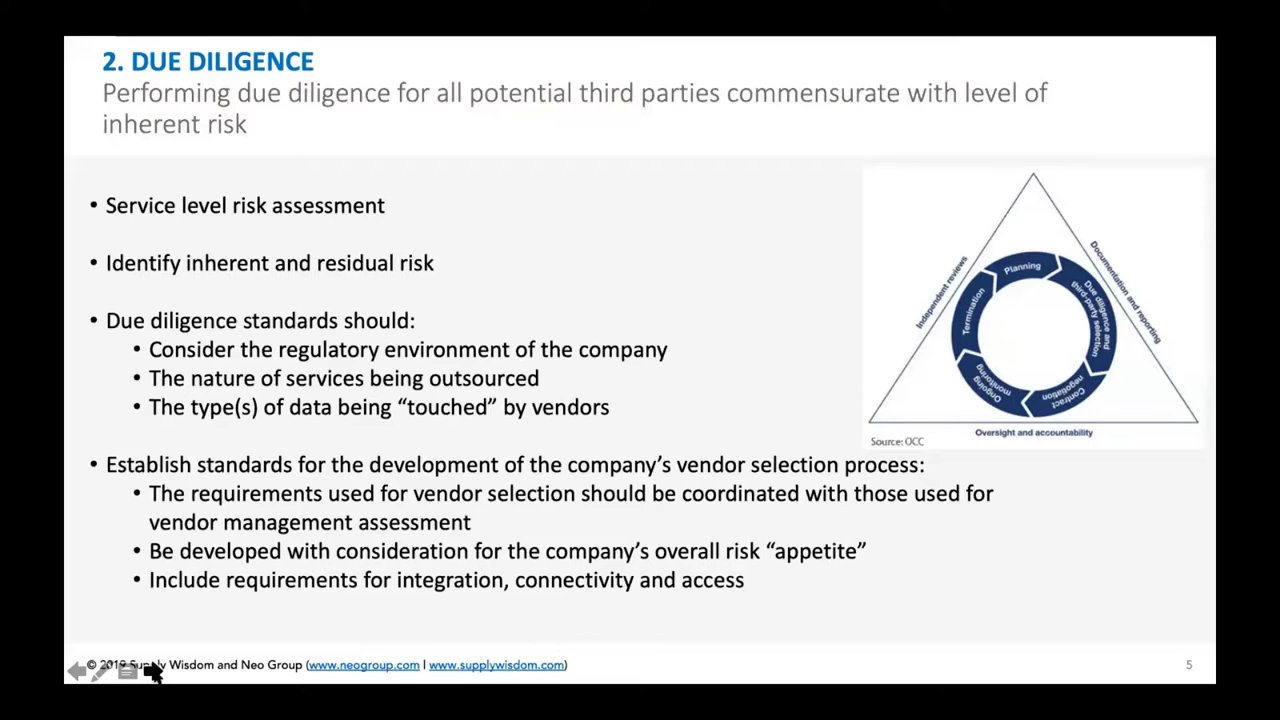 2. DUE DILIGENCE
Performing due diligence for all potential third parties commensurate with level of
inherent risk
• Service level risk assessment
• Identify inherent and residual risk
• Due diligence standards should:
• Consider the regulatory environment of the company
• The nature of services being outsourced
• The type(s) of data being “touched” by vendors
• Establish standards for the development of the company’s vendor selection process:
• The requirements used for vendor selection should be coordinated with those used for
vendor management assessment
• Be developed with consideration for the company’s overall risk “appetite”
• Include requirements for integration, connectivity and access
Independent reviews
Documentation and reporting
Planning
Due diligence and
third-party selection
Contract
negotiation
Ongoing
monitoring
Termination
Oversight and accountability
Source: OCC
© 2019 Supply Wisdom and Neo Group (www.neogroup.com | www.supplywisdom.com)
5